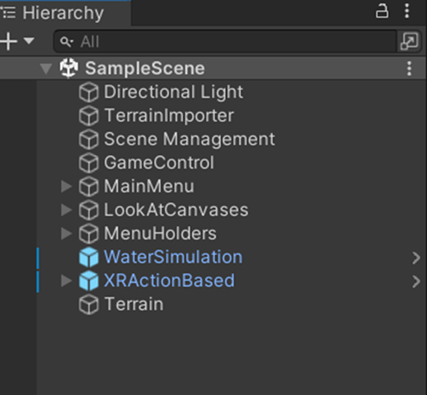 Hierarchy
All
SampleScene
Directional Light
TerrainImporter
Scene Management
GameControl
MainMenu
LookAtCanvases
MenuHolders
WaterSimulation
XRActionBased
Terrain